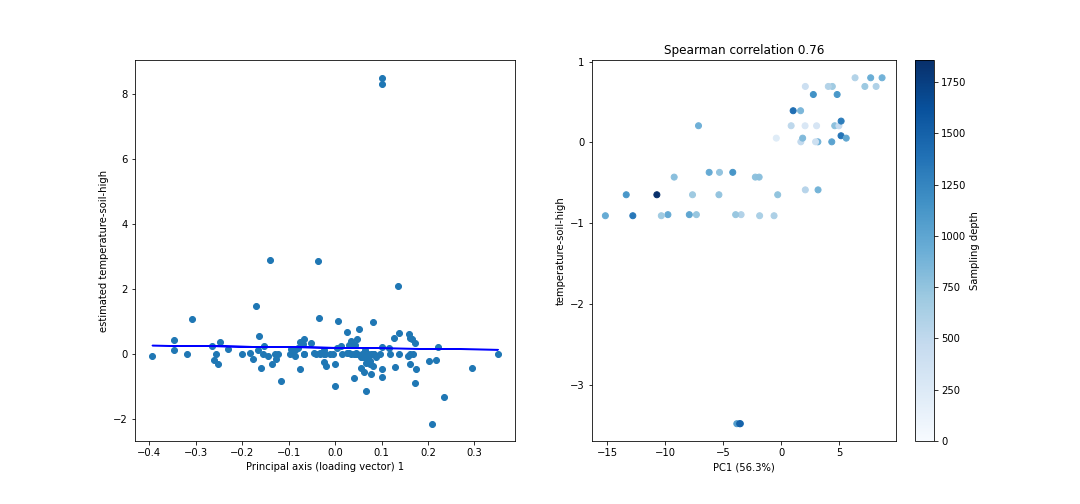 Spearman correlation 0.76
estimated temperature-soil-high
8
6
4
2
0
−2
−0.4 −0.3 −0.2 −0.1 0.0 0.1 0.2 0.3
Principal axis (loading vector) 1
temperature-soil-high
1
0
−1
−2
−3
−15 −10 −5 0 5
PC1 (56.3%)
1750
1500
1250
1000
750
500
250
0
Sampling depth